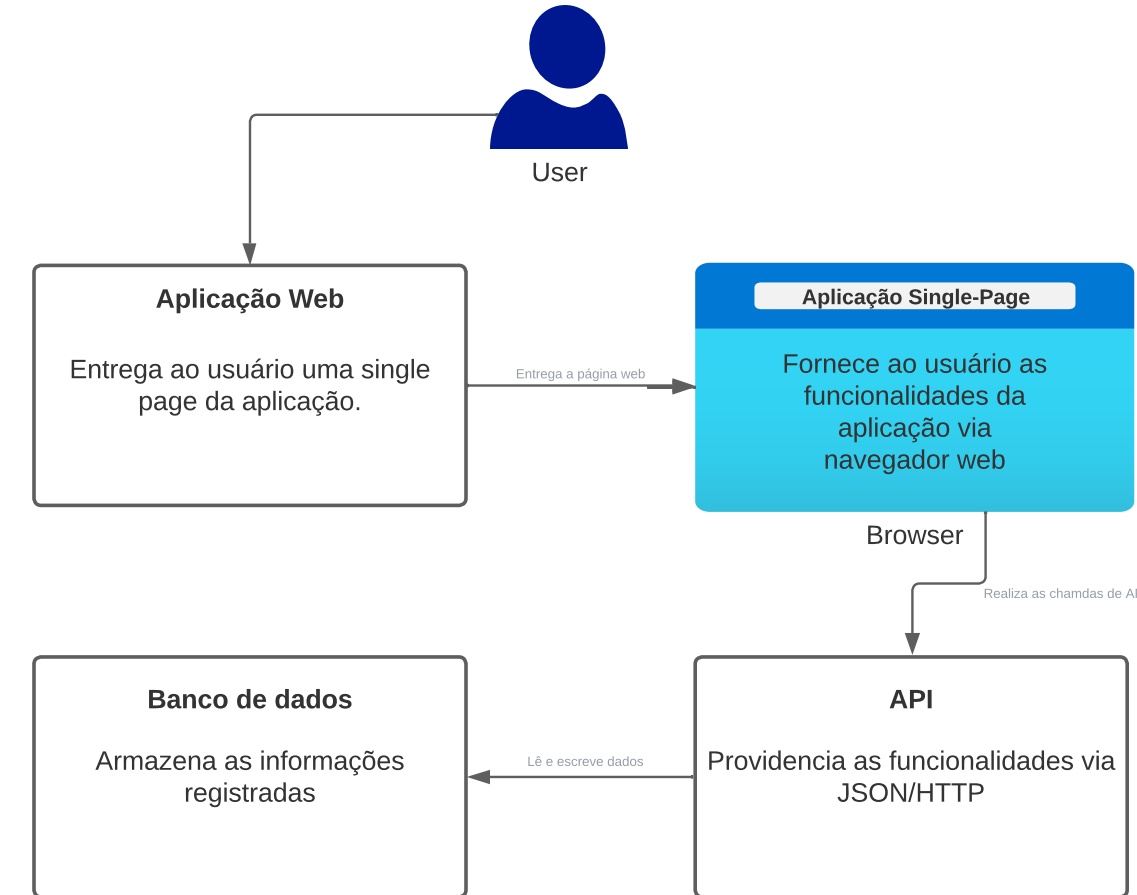 User
Aplicação Web
Entrega ao usuário uma single
page da aplicação.
Entrega a página web
Aplicação Single-Page
Fornece ao usuário as
funcionalidades da
aplicação via
navegador web
Browser
Realiza as chamdas de
Banco de dados
Armazena as informações
registradas
Lê e escreve dados
API
Providencia as funcionalidades via
JSON/HTTP